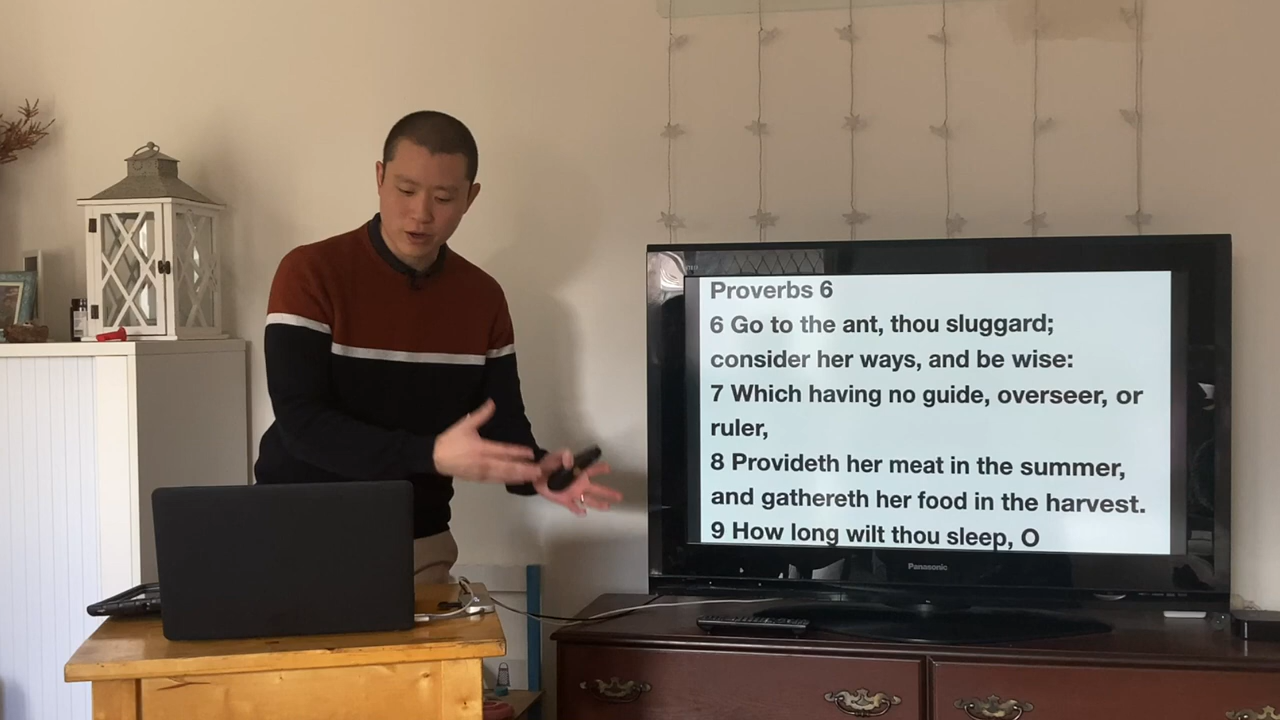 Proverbs 6
6 Go to the ant, thou sluggard;
consider her ways, and be wise:
7 Which having no guide, overseer, or
ruler,
8 Provideth her meat in the summer,
and gathereth her food in the harvest.
9 How long wilt thou sleep, O
Panasonic